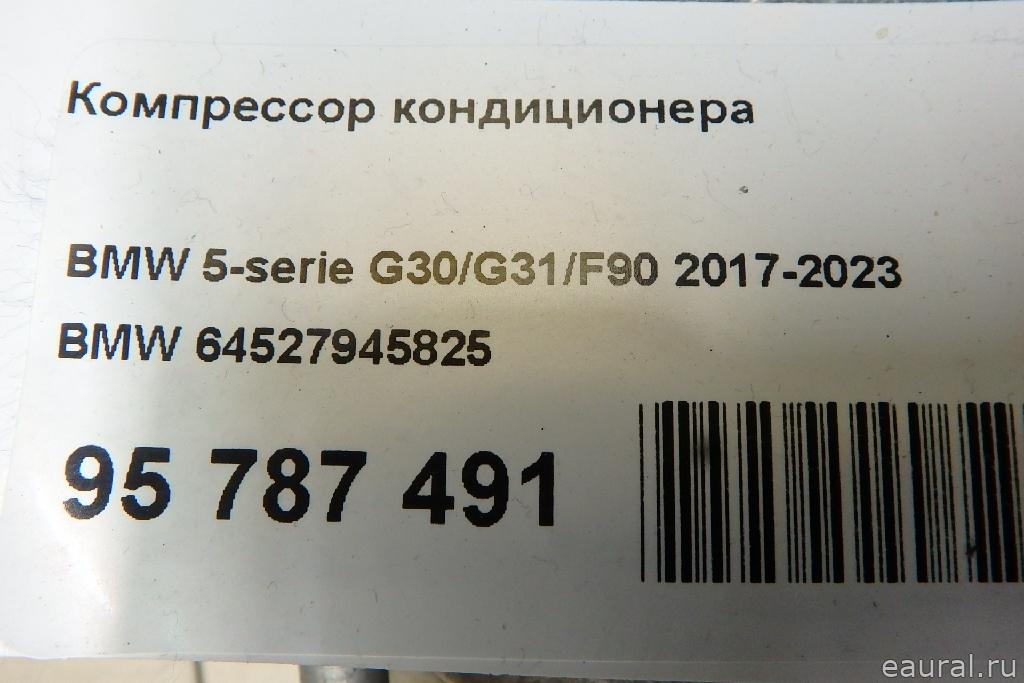 Компрессор кондиционера
BMW 5-serie G30/G31/F90 2017-2023
BMW 64527945825
95 787 491
eaural.ru